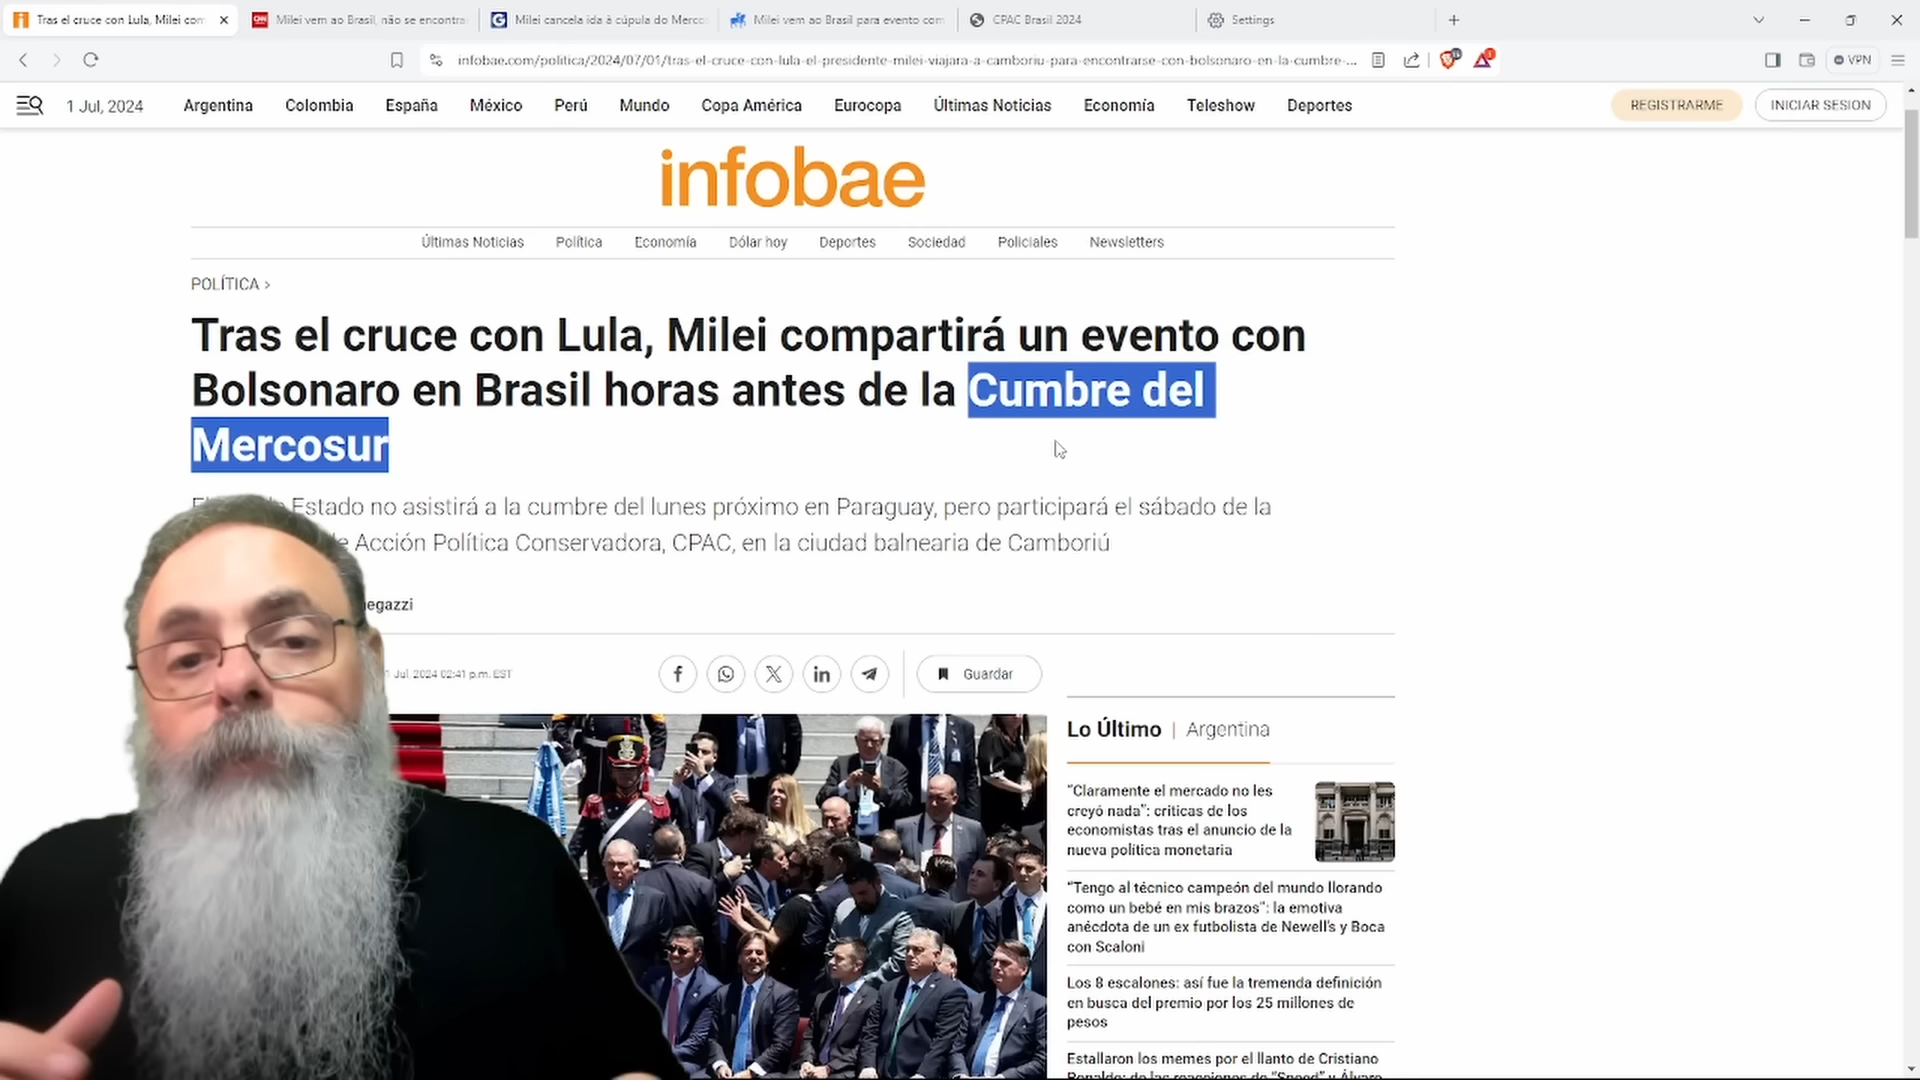 Tras el cruce con Lula, Milei com
Milei vem ao Brasil, não se encontra
Milei cancela ida à cúpula do Merco
Milei vem ao Brasil para evento com
CPAC Brasil 2024
Settings
infobae.com/politica/2024/07/01/tras-el-cruce-con-lula-el-presidente-milei-viajara-a-camboriu-para-encontrarse-con-bolsonaro-en-la-cumbre-...
VPN
1 Jul, 2024
Argentina
Colombia
España
México
Perú
Mundo
Copa América
Eurocopa
Últimas Noticias
Economía
Teleshow
Deportes
REGISTRARME
INICIAR SESION
infobae
Últimas Noticias
Política
Economía
Dólar hoy
Deportes
Sociedad
Policiales
Newsletters
POLÍTICA >
Tras el cruce con Lula, Milei compartirá un evento con
Bolsonaro en Brasil horas antes de la Cumbre del
Mercosur
Estado no asistirá a la cumbre del lunes próximo en Paraguay, pero participará el sábado de la
de Acción Política Conservadora, CPAC, en la ciudad balnearia de Camboriú
egazzi
1 Jul, 2024 02:41 p.m. EST
Guardar
Lo Último | Argentina
"Claramente el mercado no les
creyó nada": críticas de los
economistas tras el anuncio de la
nueva política monetaria
"Tengo al técnico campeón del mundo llorando
como un bebé en mis brazos": la emotiva
anécdota de un ex futbolista de Newell's y Boca
con Scaloni
Los 8 escalones: así fue la tremenda definición
en busca del premio por los 25 millones de
pesos
Estallaron los memes por el llanto de Cristiano
Ronaldo: de las reacciones de "Speed" y Álvaro